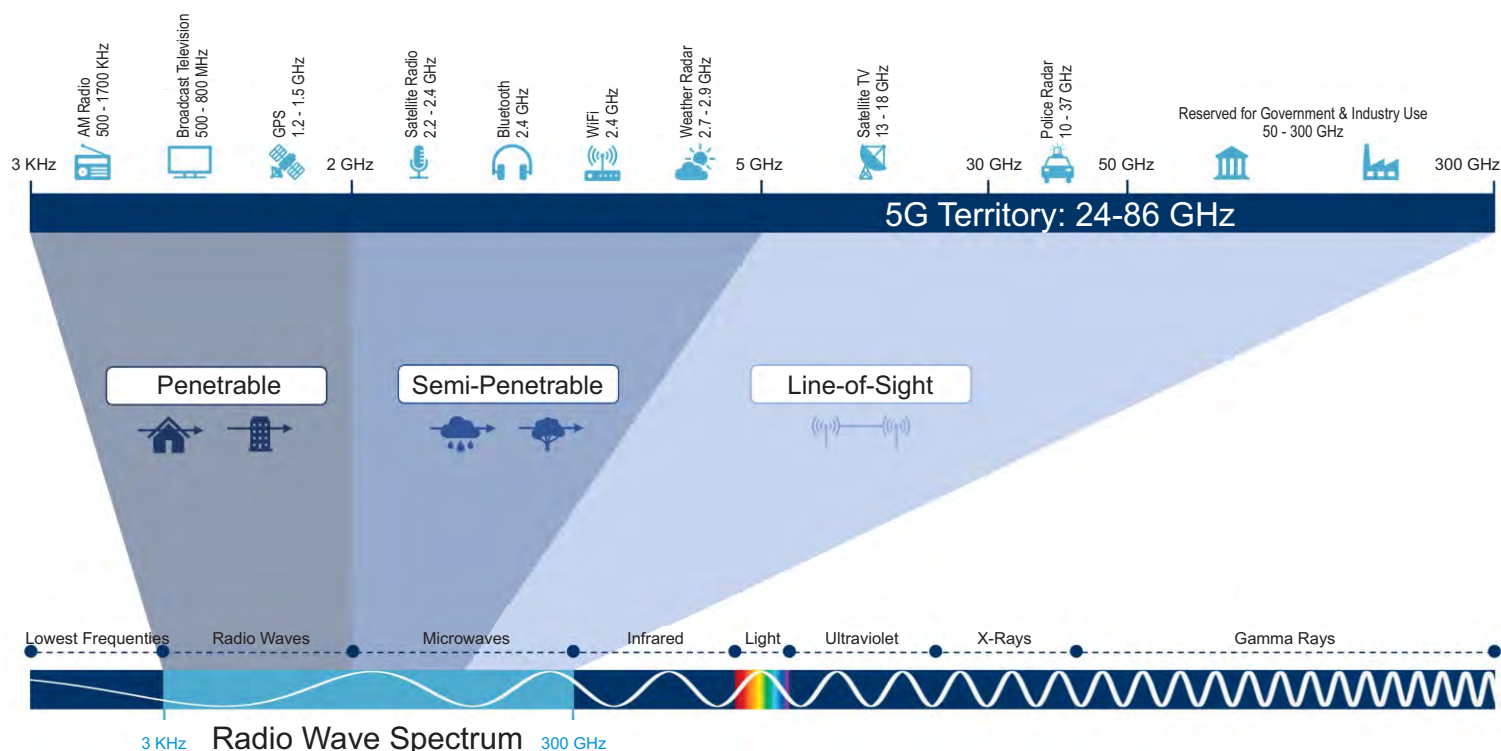 AM Radio
500 - 1700 KHz
Broadcast Television
500 - 800 MHz
GPS
1.2 - 1.5 GHz
Satellite Radio
2.2 - 2.4 GHz
Bluetooth
2.4 GHz
WiFi
2.4 GHz
Weather Radar
2.7 - 2.9 GHz
Satellite TV
13 - 18 GHz
Police Radar
10 - 37 GHz
Reserved for Government & Industry Use
50 - 300 GHz
3 KHz
2 GHz
5 GHz
30 GHz
50 GHz
300 GHz
5G Territory: 24-86 GHz
Penetrable
Semi-Penetrable
Line-of-Sight
Lowest Frequenties
Radio Waves
Microwaves
Infrared
Light
Ultraviolet
X-Rays
Gamma Rays
3 KHz
Radio Wave Spectrum
300 GHz